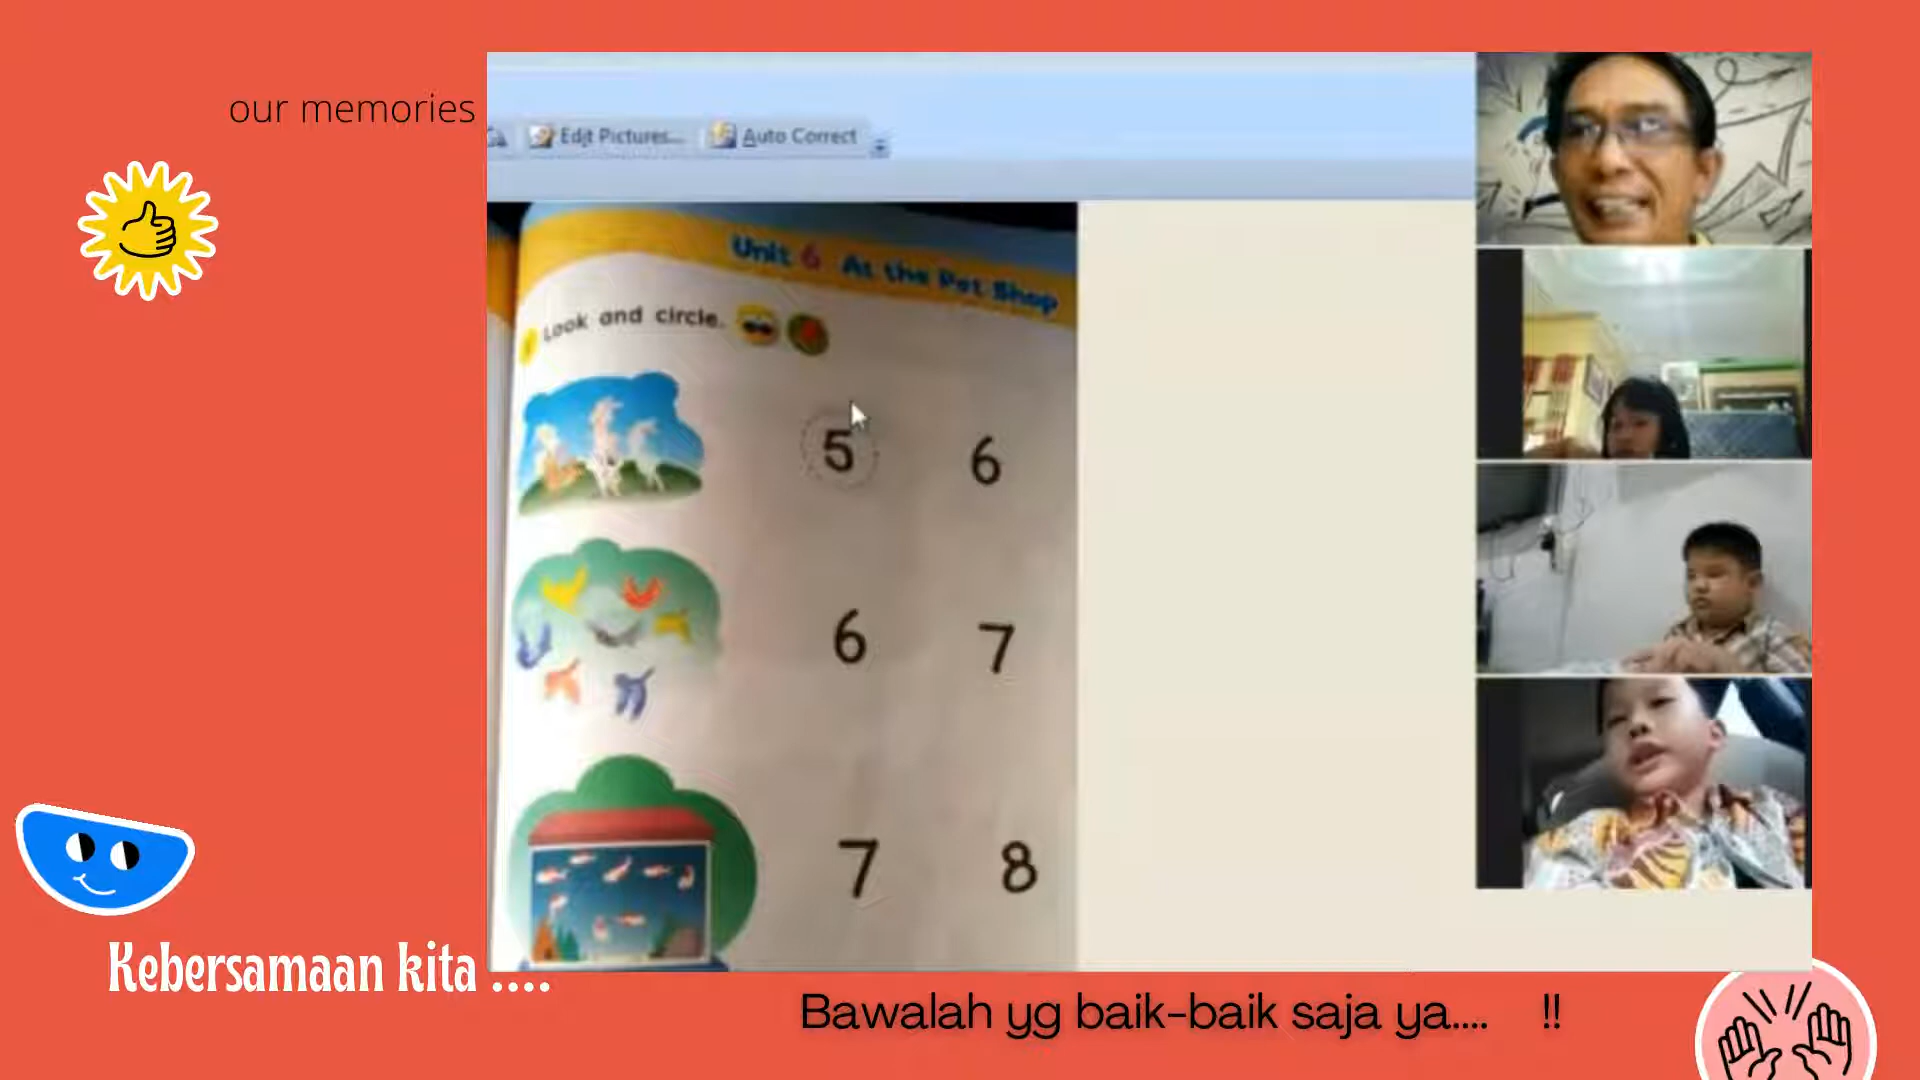 our memories
Edit Pictures...
Auto Correct
Unit 6 At the Pet Shop
Look and circle.
5 6
6 7
7 8
Kebersamaan kita ....
Bawalah yg baik-baik saja ya.... !!